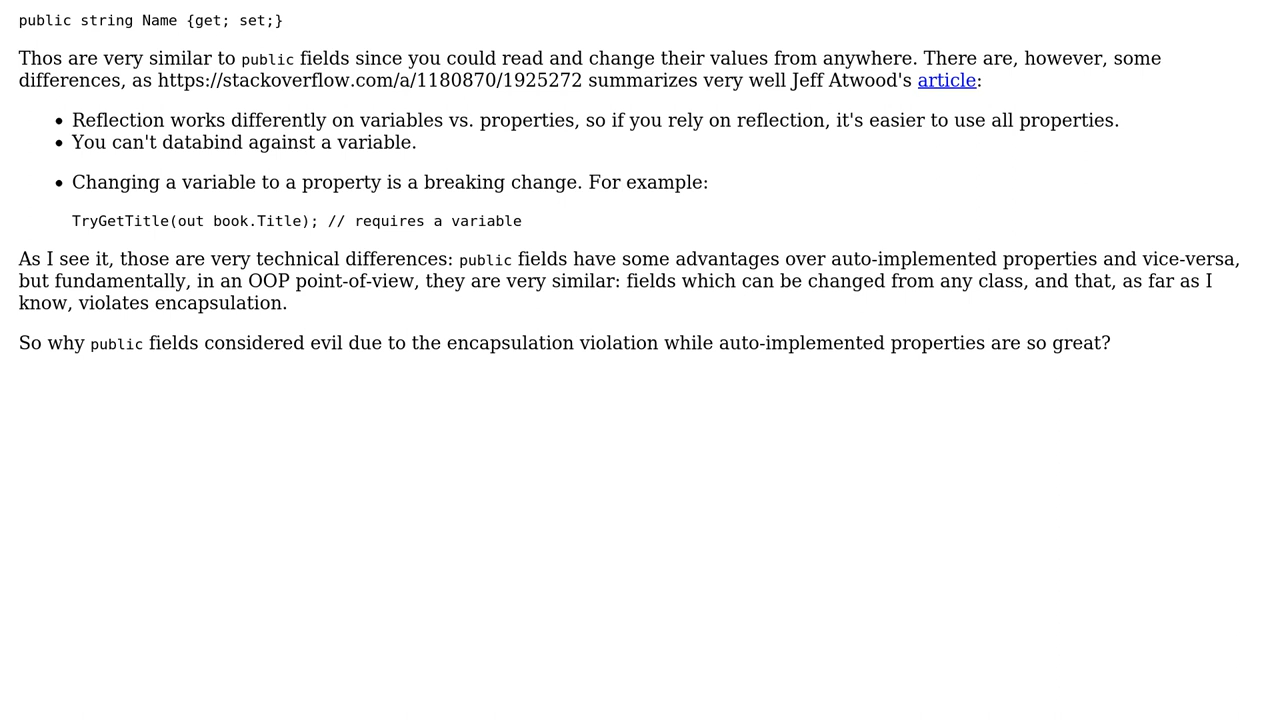 public string Name {get; set;}
Thos are very similar to public fields since you could read and change their values from anywhere. There are, however, some
differences, as https://stackoverflow.com/a/1180870/1925272 summarizes very well Jeff Atwood's article:
• Reflection works differently on variables vs. properties, so if you rely on reflection, it's easier to use all properties.
• You can't databind against a variable.
• Changing a variable to a property is a breaking change. For example:
TryGetTitle(out book.Title); // requires a variable
As I see it, those are very technical differences: public fields have some advantages over auto-implemented properties and vice-versa,
but fundamentally, in an OOP point-of-view, they are very similar: fields which can be changed from any class, and that, as far as I
know, violates encapsulation.
So why public fields considered evil due to the encapsulation violation while auto-implemented properties are so great?